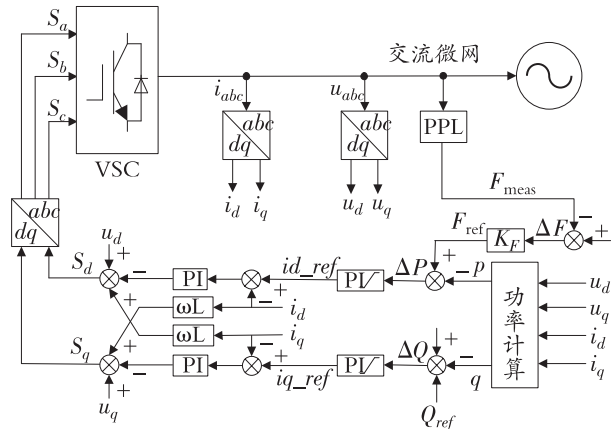 S_a
S_b
S_c
VSC
交流微网
i_abc
u_abc
abc
dq
abc
dq
PPL
i_d
i_q
u_d
u_q
F_meas
abc
dq
F_ref
K_F
ΔF
−
+
u_d
+
S_d
−
PI
−
+
id_ref
PI
ΔP
+
−
p
功率计算
u_d
u_q
i_d
i_q
+
ωL
i_d
ωL
i_q
+
S_q
−
PI
−
+
iq_ref
PI
ΔQ
+
−
q
+
u_q
Q_ref